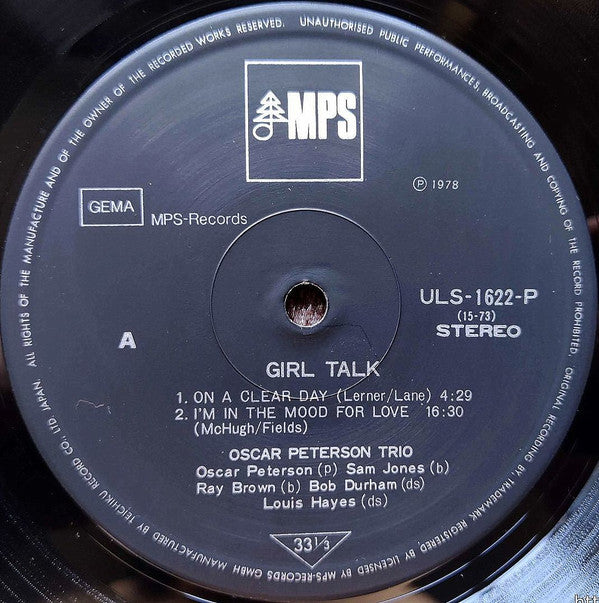 ALL RIGHTS OF THE MANUFACTURE AND OF THE OWNER OF THE RECORDED WORKS RESERVED. UNAUTHORISED PUBLIC PERFORMANCES, BROADCASTING AND COPYING OF THE RECORD PROHIBITED.
MPS
Ⓟ 1978
GEMA
MPS-Records
ULS-1622-P
(15-73)
STEREO
A
GIRL TALK
1. ON A CLEAR DAY (Lerner/Lane) 4:29
2. I'M IN THE MOOD FOR LOVE 16:30
(McHugh/Fields)
OSCAR PETERSON TRIO
Oscar Peterson (p) Sam Jones (b)
Ray Brown (b) Bob Durham (ds)
Louis Hayes (ds)
33 1/3
ORIGINAL RECORDING BY, TRADEMARK REGISTERED, BY LICENSED BY MPS-RECORDS GMBH MANUFACTURED BY TEICHIKU RECORD CO., LTD. JAPAN
htt